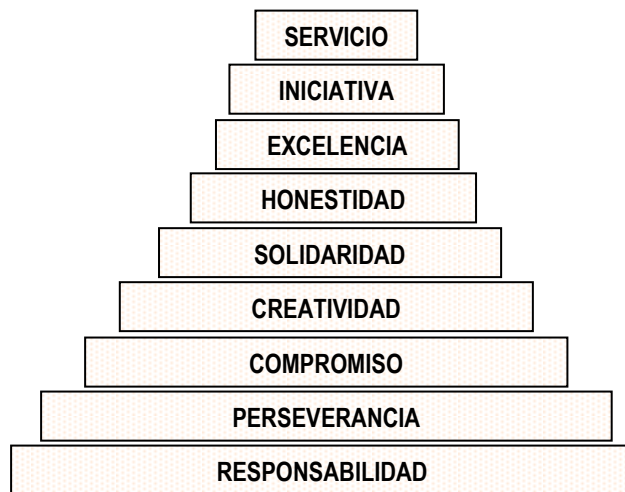 SERVICIO
INICIATIVA
EXCELENCIA
HONESTIDAD
SOLIDARIDAD
CREATIVIDAD
COMPROMISO
PERSEVERANCIA
RESPONSABILIDAD